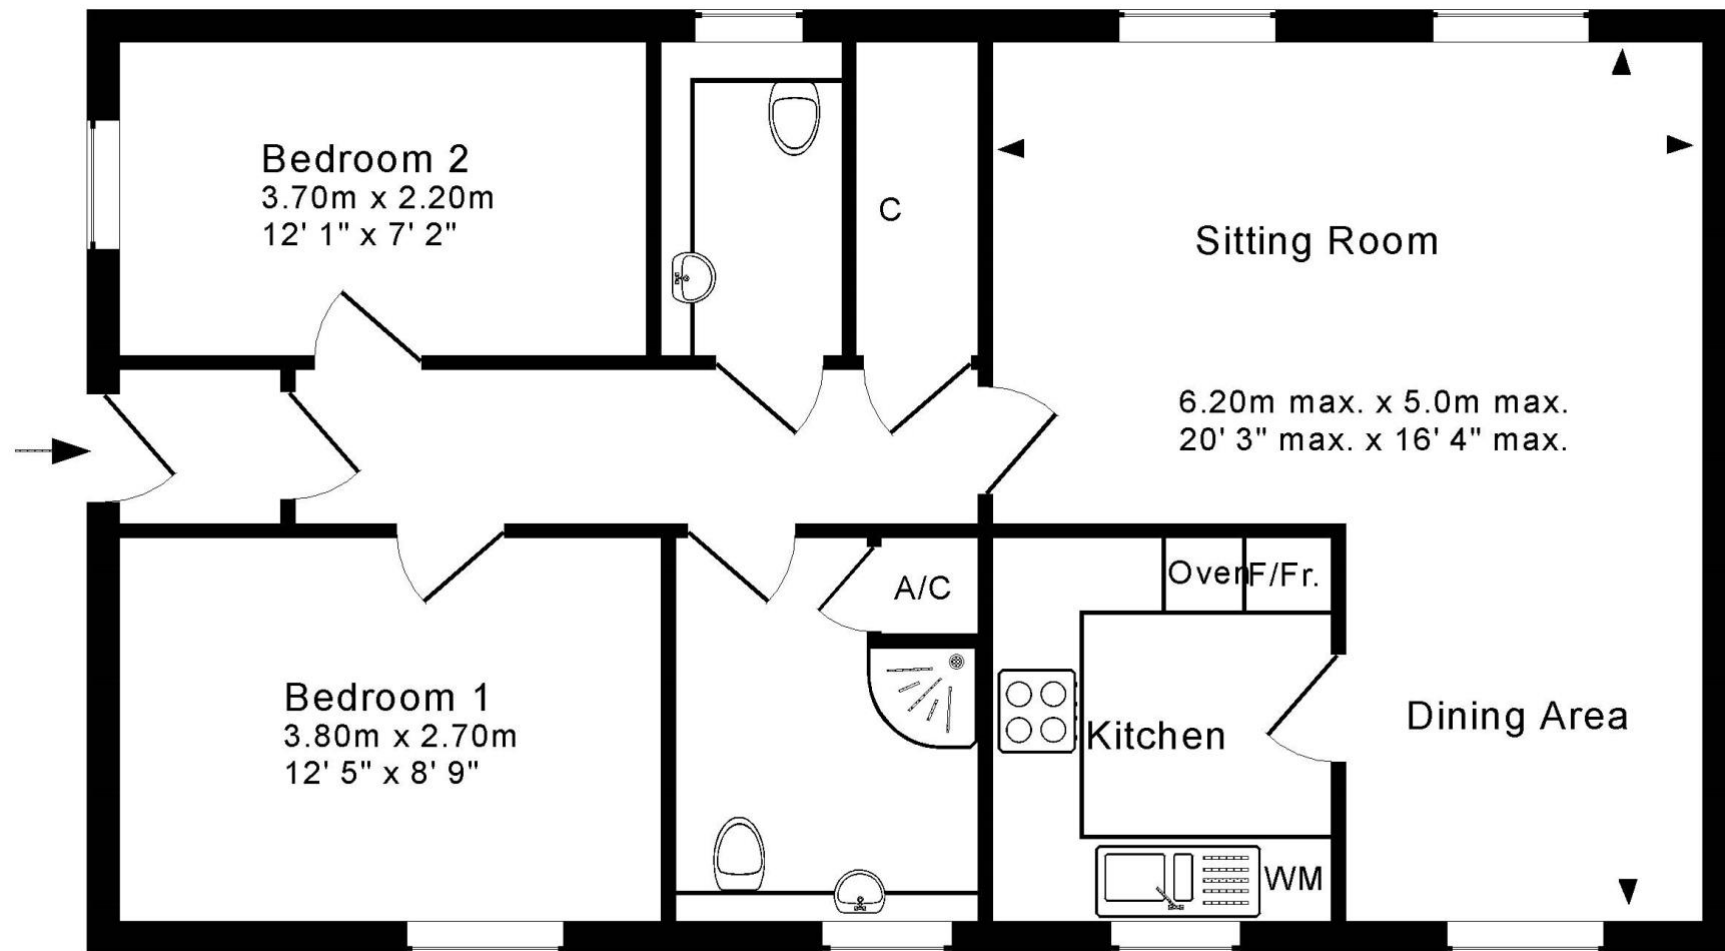 Bedroom 2
3.70m x 2.20m
12' 1" x 7' 2"
C
Sitting Room
6.20m max. x 5.0m max.
20' 3" max. x 16' 4" max.
Oven
F/Fr.
A/C
Bedroom 1
3.80m x 2.70m
12' 5" x 8' 9"
Kitchen
Dining Area
WM